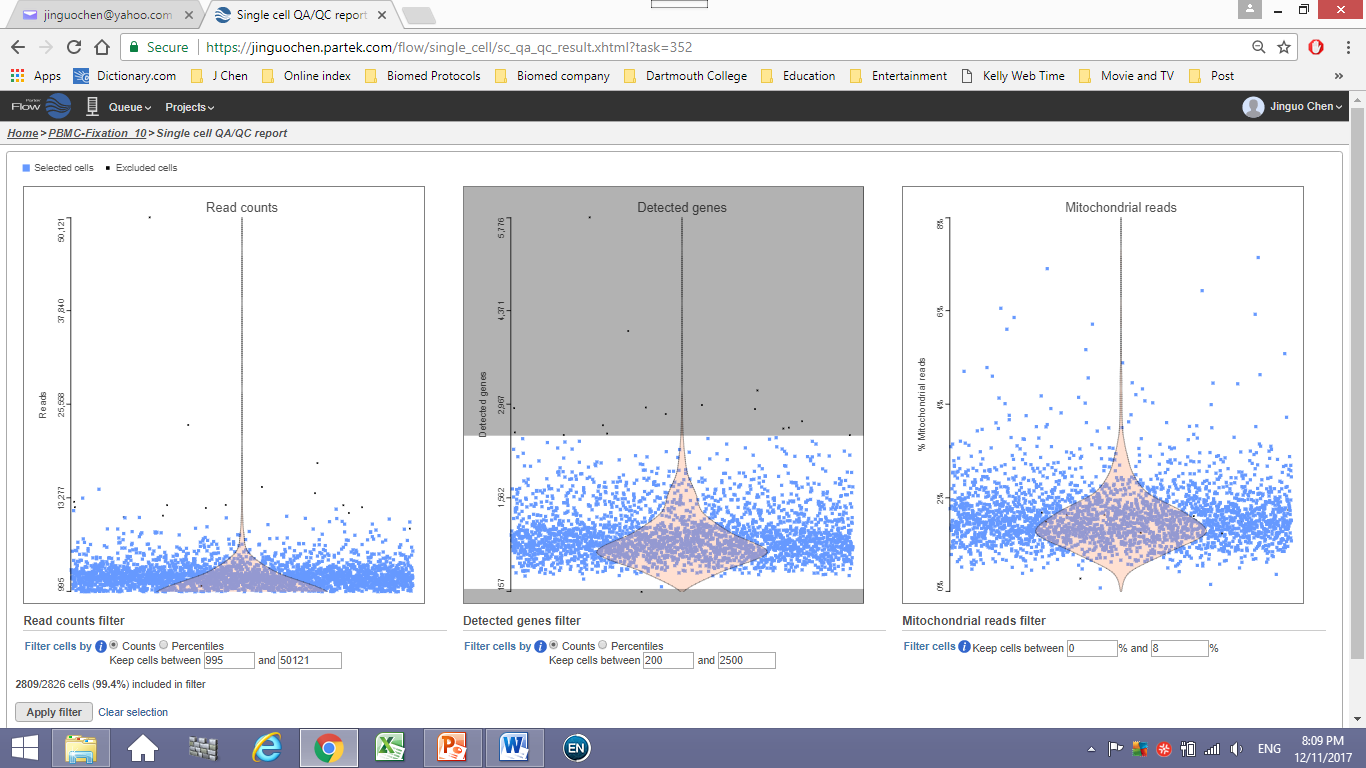 jinguochen@yahoo.com
Single cell QA/QC report
Secure
https://jinguochen.partek.com/flow/single_cell/sc_qa_qc_result.xhtml?task=352
Apps Dictionary.com J Chen Online index Biomed Protocols Biomed company Dartmouth College Education Entertainment Kelly Web Time Movie and TV Post »
Partek
Flow Queue Projects Jinguo Chen
Home > PBMC-Fixation_10 > Single cell QA/QC report
Selected cells Excluded cells
Read counts
50,121
37,840
25,558
13,277
995
Reads
Detected genes
5,776
4,371
2,967
1,562
157
Detected genes
Mitochondrial reads
8%
6%
4%
2%
0%
% Mitochondrial reads
Read counts filter
Filter cells by i Counts Percentiles
Keep cells between 995 and 50121
Detected genes filter
Filter cells by i Counts Percentiles
Keep cells between 200 and 2500
Mitochondrial reads filter
Filter cells i Keep cells between 0 % and 8 %
2809/2826 cells (99.4%) included in filter
Apply filter Clear selection
EN
ENG
8:09 PM
12/11/2017